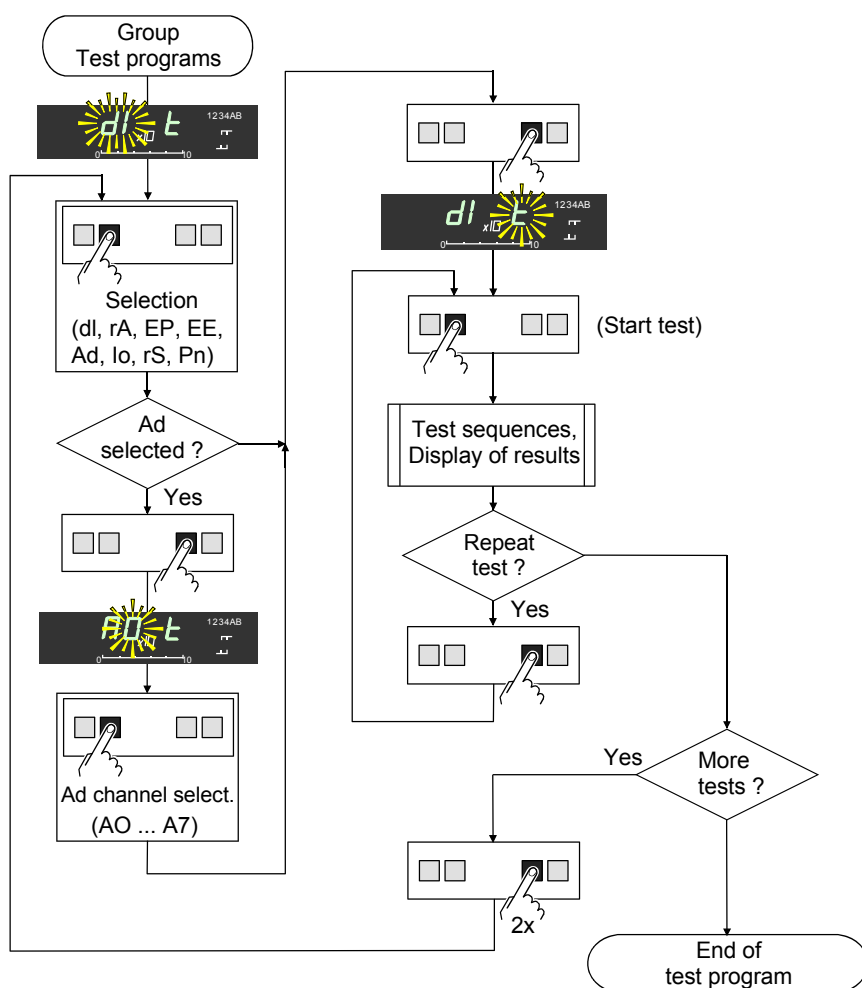 Group
Test programs
dI t
1234AB
x10
0 10
Selection
(dI, rA, EP, EE,
Ad, Io, rS, Pn)
Ad
selected ?
Yes
A0 t
1234AB
x10
0 10
Ad channel select.
(AO ... A7)
dI t
1234AB
x10
0 10
(Start test)
Test sequences,
Display of results
Repeat
test ?
Yes
More
tests ?
Yes
2x
End of
test program